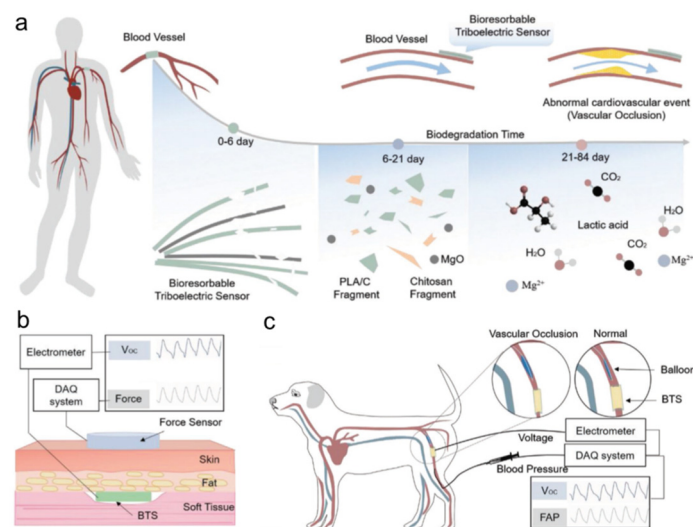 a
Blood Vessel
Blood Vessel
Bioresorbable
Triboelectric Sensor
Abnormal cardiovascular event
(Vascular Occlusion)
Biodegradation Time
0-6 day
6-21 day
21-84 day
Bioresorbable
Triboelectric Sensor
MgO
PLA/C
Fragment
Chitosan
Fragment
CO₂
Lactic acid
H₂O
H₂O
CO₂
Mg²⁺
Mg²⁺
b
Electrometer
Voc
DAQ
system
Force
Force Sensor
Skin
Fat
Soft Tissue
BTS
c
Vascular Occlusion
Normal
Balloon
BTS
Voltage
Electrometer
DAQ system
Blood Pressure
Voc
FAP